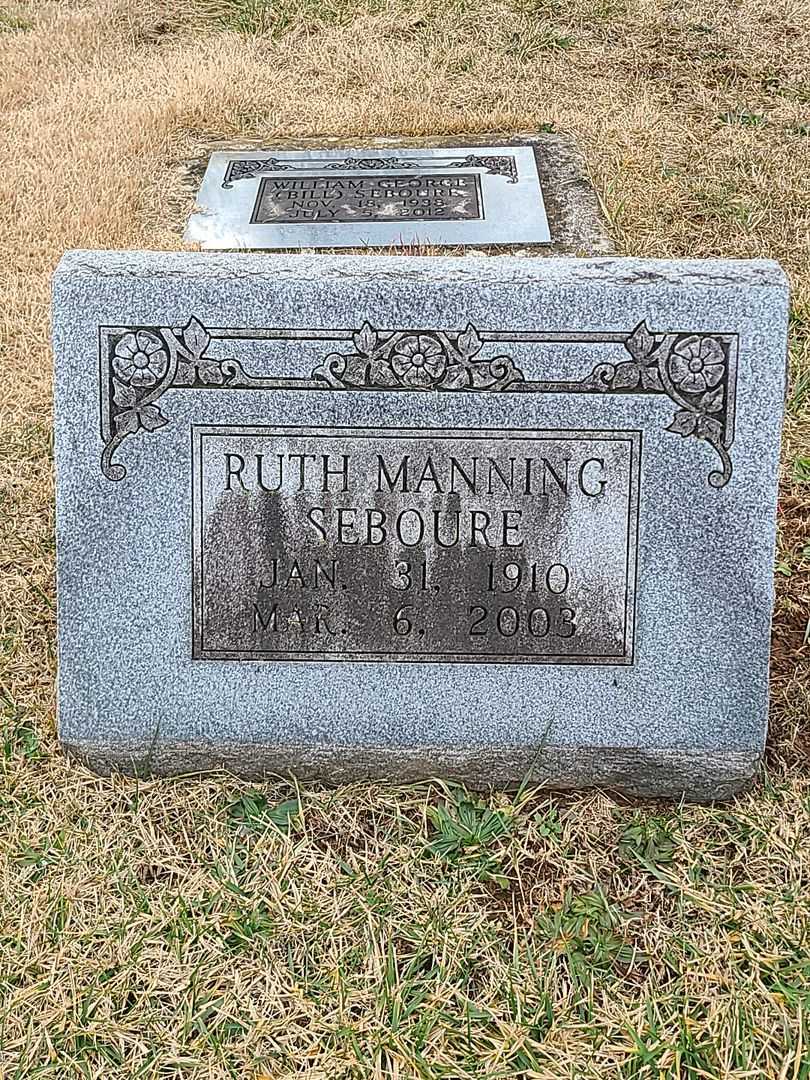 WILLIAM GEORGE
(BILL) SEBOURE
NOV. 18, 1938
JULY 5, 2012
RUTH MANNING
SEBOURE
JAN. 31, 1910
MAR. 6, 2003